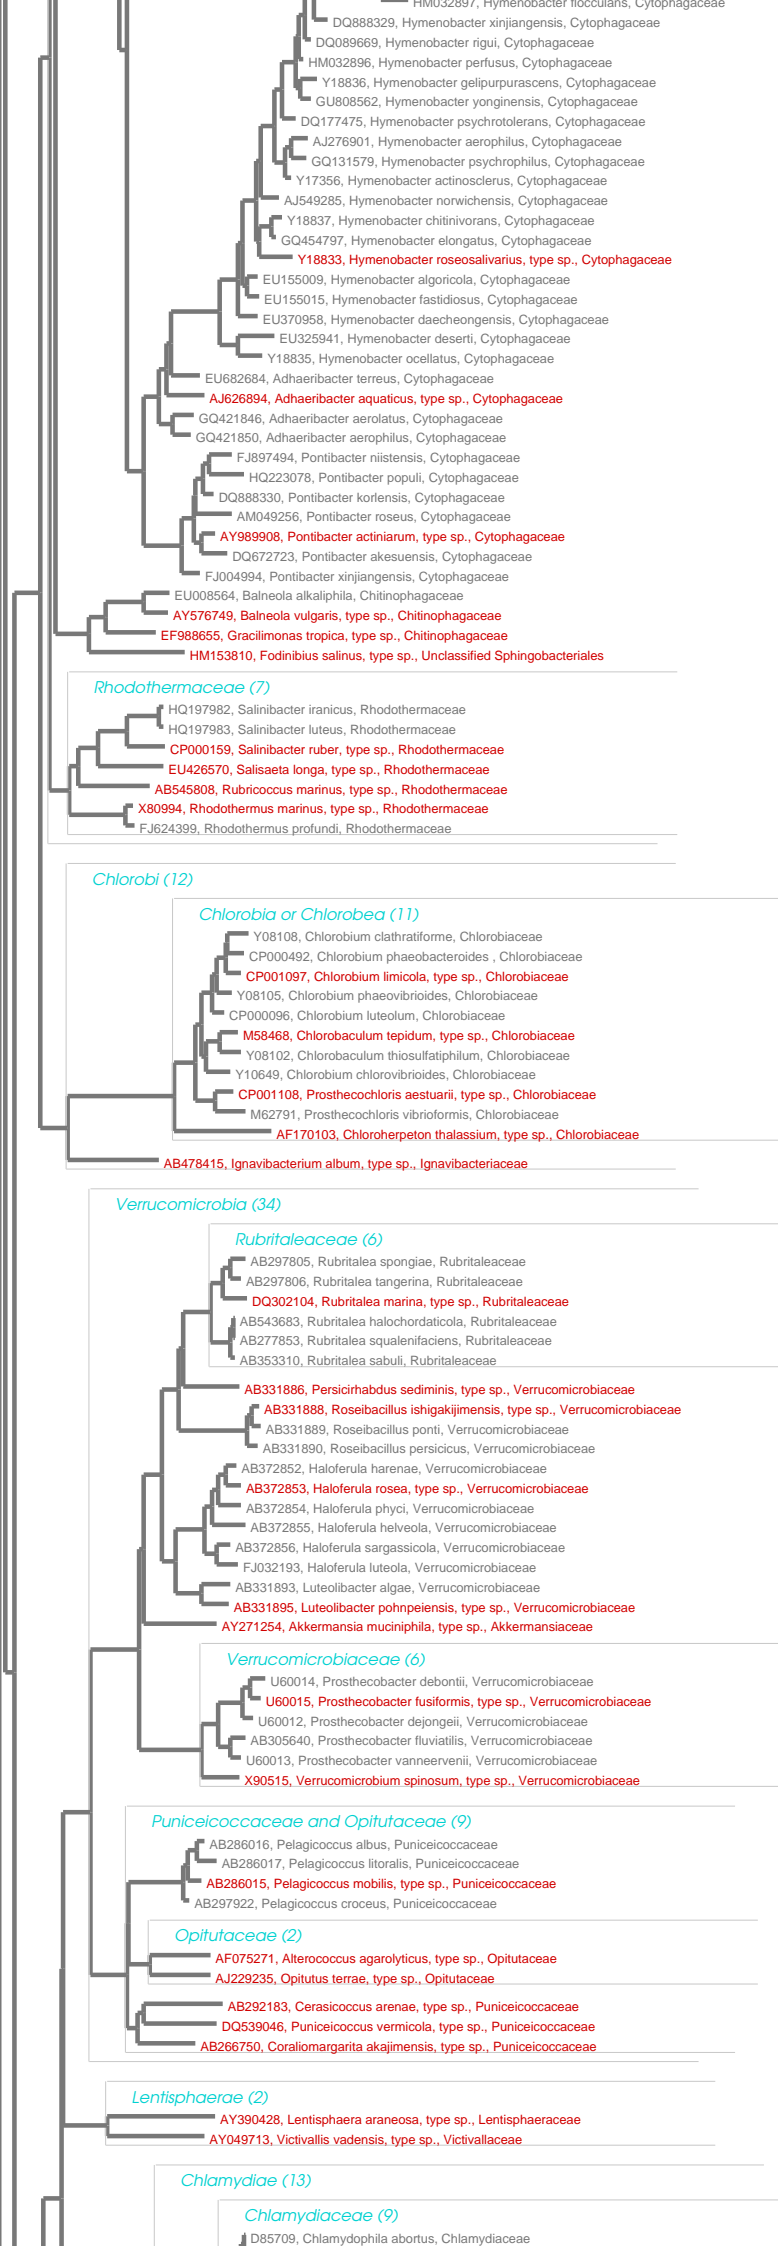 HM032897, Hymenobacter flocculans, Cytophagaceae
DQ888329, Hymenobacter xinjiangensis, Cytophagaceae
DQ089669, Hymenobacter rigui, Cytophagaceae
HM032896, Hymenobacter perfusus, Cytophagaceae
Y18836, Hymenobacter gelipurpurascens, Cytophagaceae
GU808562, Hymenobacter yonginensis, Cytophagaceae
DQ177475, Hymenobacter psychrotolerans, Cytophagaceae
AJ276901, Hymenobacter aerophilus, Cytophagaceae
GQ131579, Hymenobacter psychrophilus, Cytophagaceae
Y17356, Hymenobacter actinosclerus, Cytophagaceae
AJ549285, Hymenobacter norwichensis, Cytophagaceae
Y18837, Hymenobacter chitinivorans, Cytophagaceae
GQ454797, Hymenobacter elongatus, Cytophagaceae
Y18833, Hymenobacter roseosalivarius, type sp., Cytophagaceae
EU155009, Hymenobacter algoricola, Cytophagaceae
EU155015, Hymenobacter fastidiosus, Cytophagaceae
EU370958, Hymenobacter daecheongensis, Cytophagaceae
EU325941, Hymenobacter deserti, Cytophagaceae
Y18835, Hymenobacter ocellatus, Cytophagaceae
EU682684, Adhaeribacter terreus, Cytophagaceae
AJ626894, Adhaeribacter aquaticus, type sp., Cytophagaceae
GQ421846, Adhaeribacter aerolatus, Cytophagaceae
GQ421850, Adhaeribacter aerophilus, Cytophagaceae
FJ897494, Pontibacter niistensis, Cytophagaceae
HQ223078, Pontibacter populi, Cytophagaceae
DQ888330, Pontibacter korlensis, Cytophagaceae
AM049256, Pontibacter roseus, Cytophagaceae
AY989908, Pontibacter actiniarum, type sp., Cytophagaceae
DQ672723, Pontibacter akesuensis, Cytophagaceae
FJ004994, Pontibacter xinjiangensis, Cytophagaceae
EU008564, Balneola alkaliphila, Chitinophagaceae
AY576749, Balneola vulgaris, type sp., Chitinophagaceae
EF988655, Gracilimonas tropica, type sp., Chitinophagaceae
HM153810, Fodinibius salinus, type sp., Unclassified Sphingobacteriales
Rhodothermaceae (7)
HQ197982, Salinibacter iranicus, Rhodothermaceae
HQ197983, Salinibacter luteus, Rhodothermaceae
CP000159, Salinibacter ruber, type sp., Rhodothermaceae
EU426570, Salisaeta longa, type sp., Rhodothermaceae
AB545808, Rubricoccus marinus, type sp., Rhodothermaceae
X80994, Rhodothermus marinus, type sp., Rhodothermaceae
FJ624399, Rhodothermus profundi, Rhodothermaceae
Chlorobi (12)
Chlorobia or Chlorobea (11)
Y08108, Chlorobium clathratiforme, Chlorobiaceae
CP000492, Chlorobium phaeobacteroides , Chlorobiaceae
CP001097, Chlorobium limicola, type sp., Chlorobiaceae
Y08105, Chlorobium phaeovibrioides, Chlorobiaceae
CP000096, Chlorobium luteolum, Chlorobiaceae
M58468, Chlorobaculum tepidum, type sp., Chlorobiaceae
Y08102, Chlorobaculum thiosulfatiphilum, Chlorobiaceae
Y10649, Chlorobium chlorovibrioides, Chlorobiaceae
CP001108, Prosthecochloris aestuarii, type sp., Chlorobiaceae
M62791, Prosthecochloris vibrioformis, Chlorobiaceae
AF170103, Chloroherpeton thalassium, type sp., Chlorobiaceae
AB478415, Ignavibacterium album, type sp., Ignavibacteriaceae
Verrucomicrobia (34)
Rubritaleaceae (6)
AB297805, Rubritalea spongiae, Rubritaleaceae
AB297806, Rubritalea tangerina, Rubritaleaceae
DQ302104, Rubritalea marina, type sp., Rubritaleaceae
AB543683, Rubritalea halochordaticola, Rubritaleaceae
AB277853, Rubritalea squalenifaciens, Rubritaleaceae
AB353310, Rubritalea sabuli, Rubritaleaceae
AB331886, Persicirhabdus sediminis, type sp., Verrucomicrobiaceae
AB331888, Roseibacillus ishigakijimensis, type sp., Verrucomicrobiaceae
AB331889, Roseibacillus ponti, Verrucomicrobiaceae
AB331890, Roseibacillus persicicus, Verrucomicrobiaceae
AB372852, Haloferula harenae, Verrucomicrobiaceae
AB372853, Haloferula rosea, type sp., Verrucomicrobiaceae
AB372854, Haloferula phyci, Verrucomicrobiaceae
AB372855, Haloferula helveola, Verrucomicrobiaceae
AB372856, Haloferula sargassicola, Verrucomicrobiaceae
FJ032193, Haloferula luteola, Verrucomicrobiaceae
AB331893, Luteolibacter algae, Verrucomicrobiaceae
AB331895, Luteolibacter pohnpeiensis, type sp., Verrucomicrobiaceae
AY271254, Akkermansia muciniphila, type sp., Akkermansiaceae
Verrucomicrobiaceae (6)
U60014, Prosthecobacter debontii, Verrucomicrobiaceae
U60015, Prosthecobacter fusiformis, type sp., Verrucomicrobiaceae
U60012, Prosthecobacter dejongeii, Verrucomicrobiaceae
AB305640, Prosthecobacter fluviatilis, Verrucomicrobiaceae
U60013, Prosthecobacter vanneervenii, Verrucomicrobiaceae
X90515, Verrucomicrobium spinosum, type sp., Verrucomicrobiaceae
Puniceicoccaceae and Opitutaceae (9)
AB286016, Pelagicoccus albus, Puniceicoccaceae
AB286017, Pelagicoccus litoralis, Puniceicoccaceae
AB286015, Pelagicoccus mobilis, type sp., Puniceicoccaceae
AB297922, Pelagicoccus croceus, Puniceicoccaceae
Opitutaceae (2)
AF075271, Alterococcus agarolyticus, type sp., Opitutaceae
AJ229235, Opitutus terrae, type sp., Opitutaceae
AB292183, Cerasicoccus arenae, type sp., Puniceicoccaceae
DQ539046, Puniceicoccus vermicola, type sp., Puniceicoccaceae
AB266750, Coraliomargarita akajimensis, type sp., Puniceicoccaceae
Lentisphaerae (2)
AY390428, Lentisphaera araneosa, type sp., Lentisphaeraceae
AY049713, Victivallis vadensis, type sp., Victivallaceae
Chlamydiae (13)
Chlamydiaceae (9)
D85709, Chlamydophila abortus, Chlamydiaceae